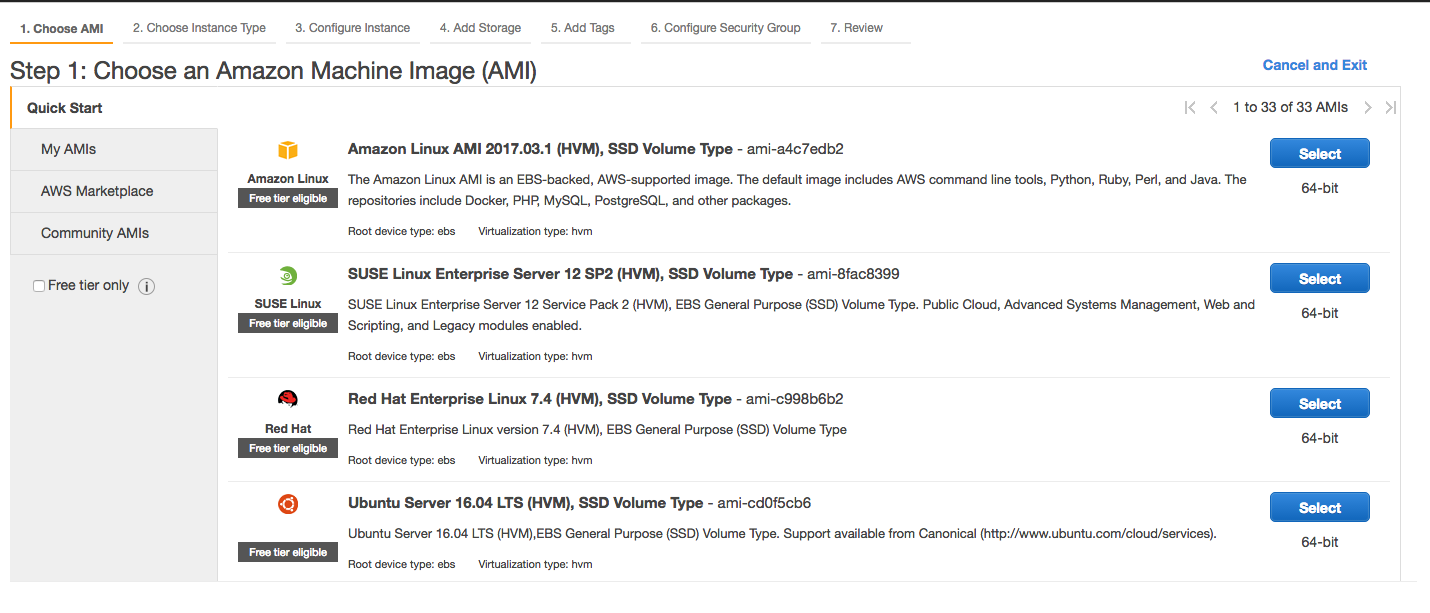 1. Choose AMI 2. Choose Instance Type 3. Configure Instance 4. Add Storage 5. Add Tags 6. Configure Security Group 7. Review
Step 1: Choose an Amazon Machine Image (AMI)
Cancel and Exit
Quick Start
My AMIs
AWS Marketplace
Community AMIs
Free tier only i
1 to 33 of 33 AMIs
Amazon Linux
Free tier eligible
Amazon Linux AMI 2017.03.1 (HVM), SSD Volume Type - ami-a4c7edb2
The Amazon Linux AMI is an EBS-backed, AWS-supported image. The default image includes AWS command line tools, Python, Ruby, Perl, and Java. The
repositories include Docker, PHP, MySQL, PostgreSQL, and other packages.
Root device type: ebs Virtualization type: hvm
Select
64-bit
SUSE Linux
Free tier eligible
SUSE Linux Enterprise Server 12 SP2 (HVM), SSD Volume Type - ami-8fac8399
SUSE Linux Enterprise Server 12 Service Pack 2 (HVM), EBS General Purpose (SSD) Volume Type. Public Cloud, Advanced Systems Management, Web and
Scripting, and Legacy modules enabled.
Root device type: ebs Virtualization type: hvm
Select
64-bit
Red Hat
Free tier eligible
Red Hat Enterprise Linux 7.4 (HVM), SSD Volume Type - ami-c998b6b2
Red Hat Enterprise Linux version 7.4 (HVM), EBS General Purpose (SSD) Volume Type
Root device type: ebs Virtualization type: hvm
Select
64-bit
Free tier eligible
Ubuntu Server 16.04 LTS (HVM), SSD Volume Type - ami-cd0f5cb6
Ubuntu Server 16.04 LTS (HVM),EBS General Purpose (SSD) Volume Type. Support available from Canonical (http://www.ubuntu.com/cloud/services).
Root device type: ebs Virtualization type: hvm
Select
64-bit